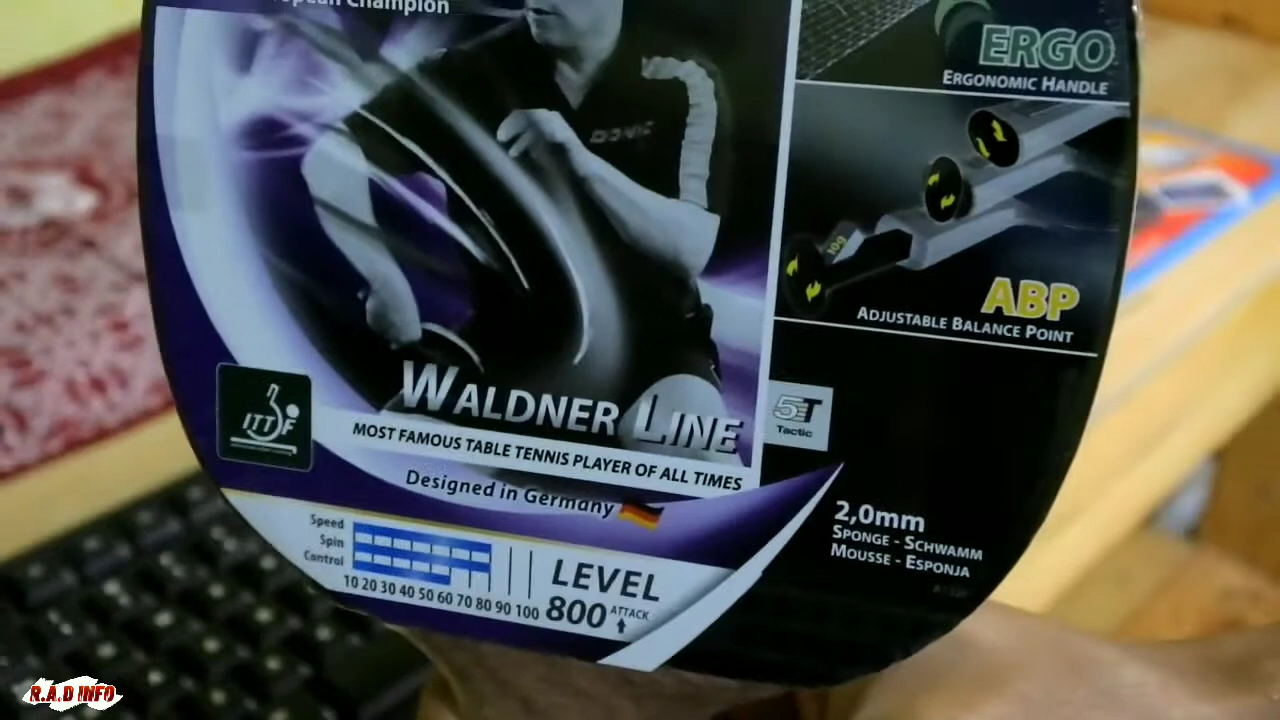 Champion
ERGO
ERGONOMIC HANDLE
DONIC
10g
ABP
ADJUSTABLE BALANCE POINT
WALDNER LINE
MOST FAMOUS TABLE TENNIS PLAYER OF ALL TIMES
ITTF
5T
Tactic
Designed in Germany
2,0mm
SPONGE - SCHWAMM
MOUSSE - ESPONJA
Speed
Spin
Control
10 20 30 40 50 60 70 80 90 100
LEVEL
800 ATTACK
R.A.D INFO